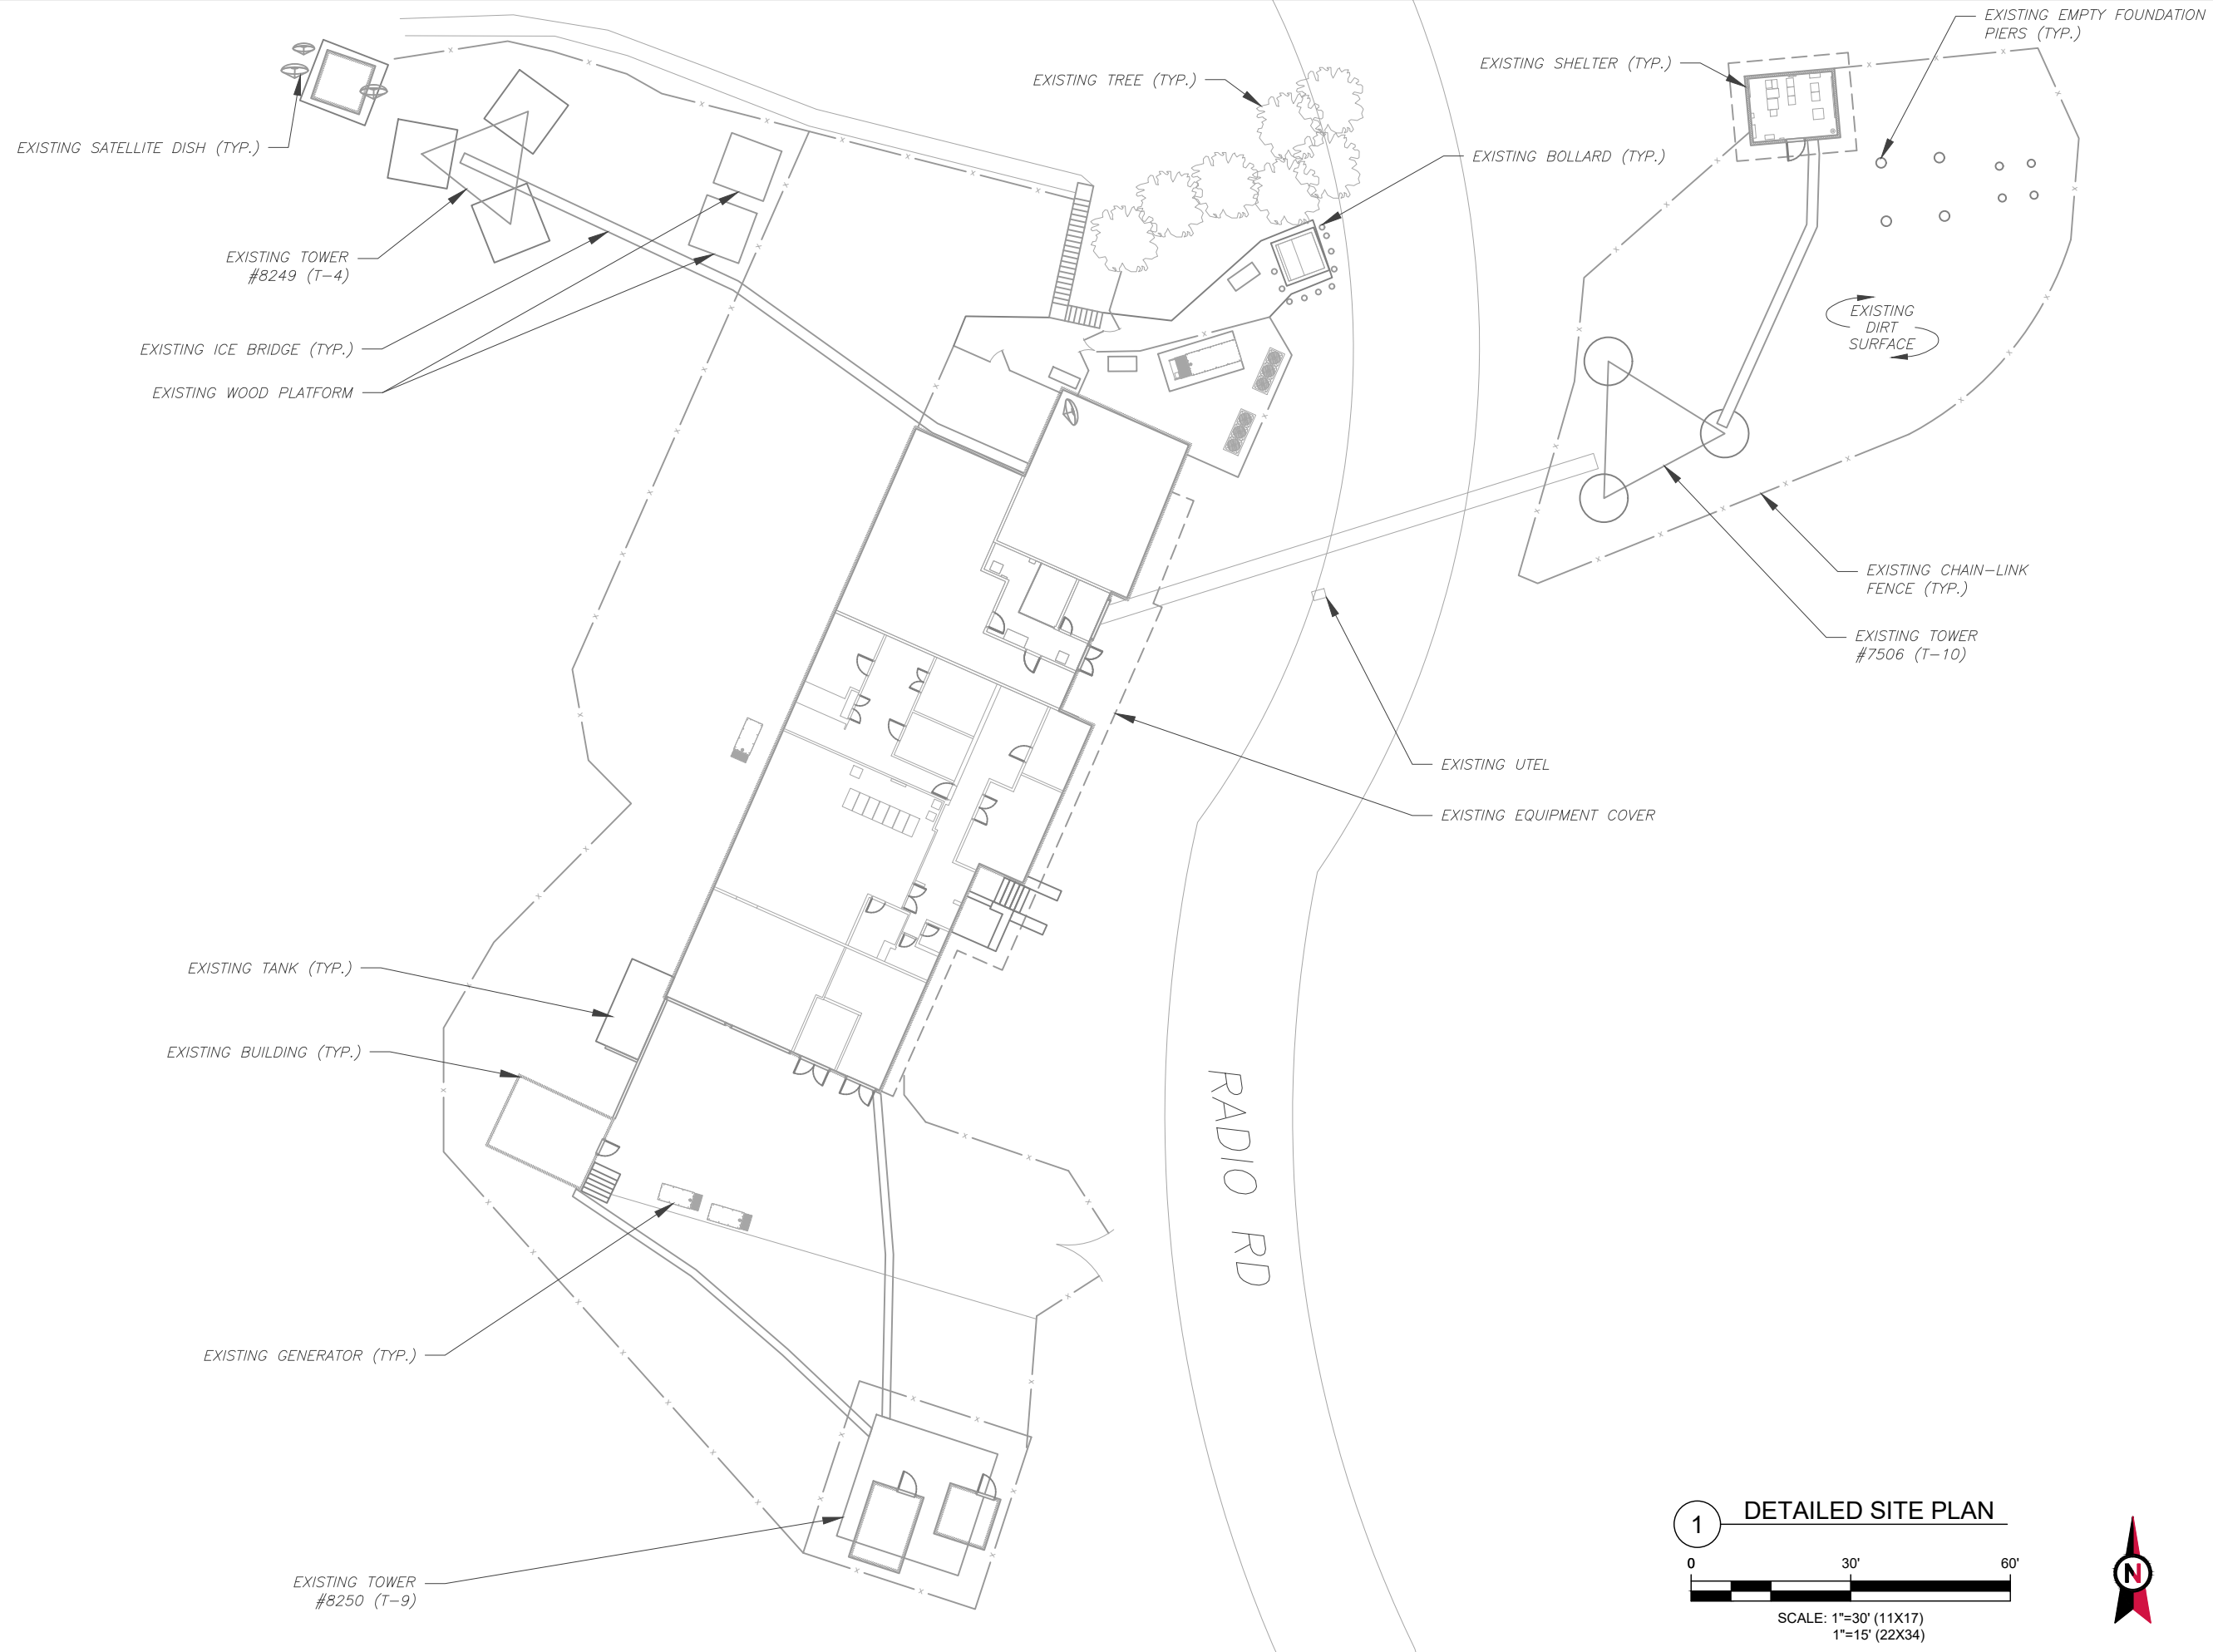 EXISTING EMPTY FOUNDATION
PIERS (TYP.)
EXISTING SHELTER (TYP.)
EXISTING TREE (TYP.)
EXISTING SATELLITE DISH (TYP.)
EXISTING BOLLARD (TYP.)
EXISTING TOWER
#8249 (T-4)
EXISTING
DIRT
SURFACE
EXISTING ICE BRIDGE (TYP.)
EXISTING WOOD PLATFORM
EXISTING CHAIN-LINK
FENCE (TYP.)
EXISTING TOWER
#7506 (T-10)
EXISTING UTEL
EXISTING EQUIPMENT COVER
EXISTING TANK (TYP.)
EXISTING BUILDING (TYP.)
RADIO RD
EXISTING GENERATOR (TYP.)
EXISTING TOWER
#8250 (T-9)
1
DETAILED SITE PLAN
0 30' 60'
SCALE: 1"=30' (11X17)
1"=15' (22X34)
N